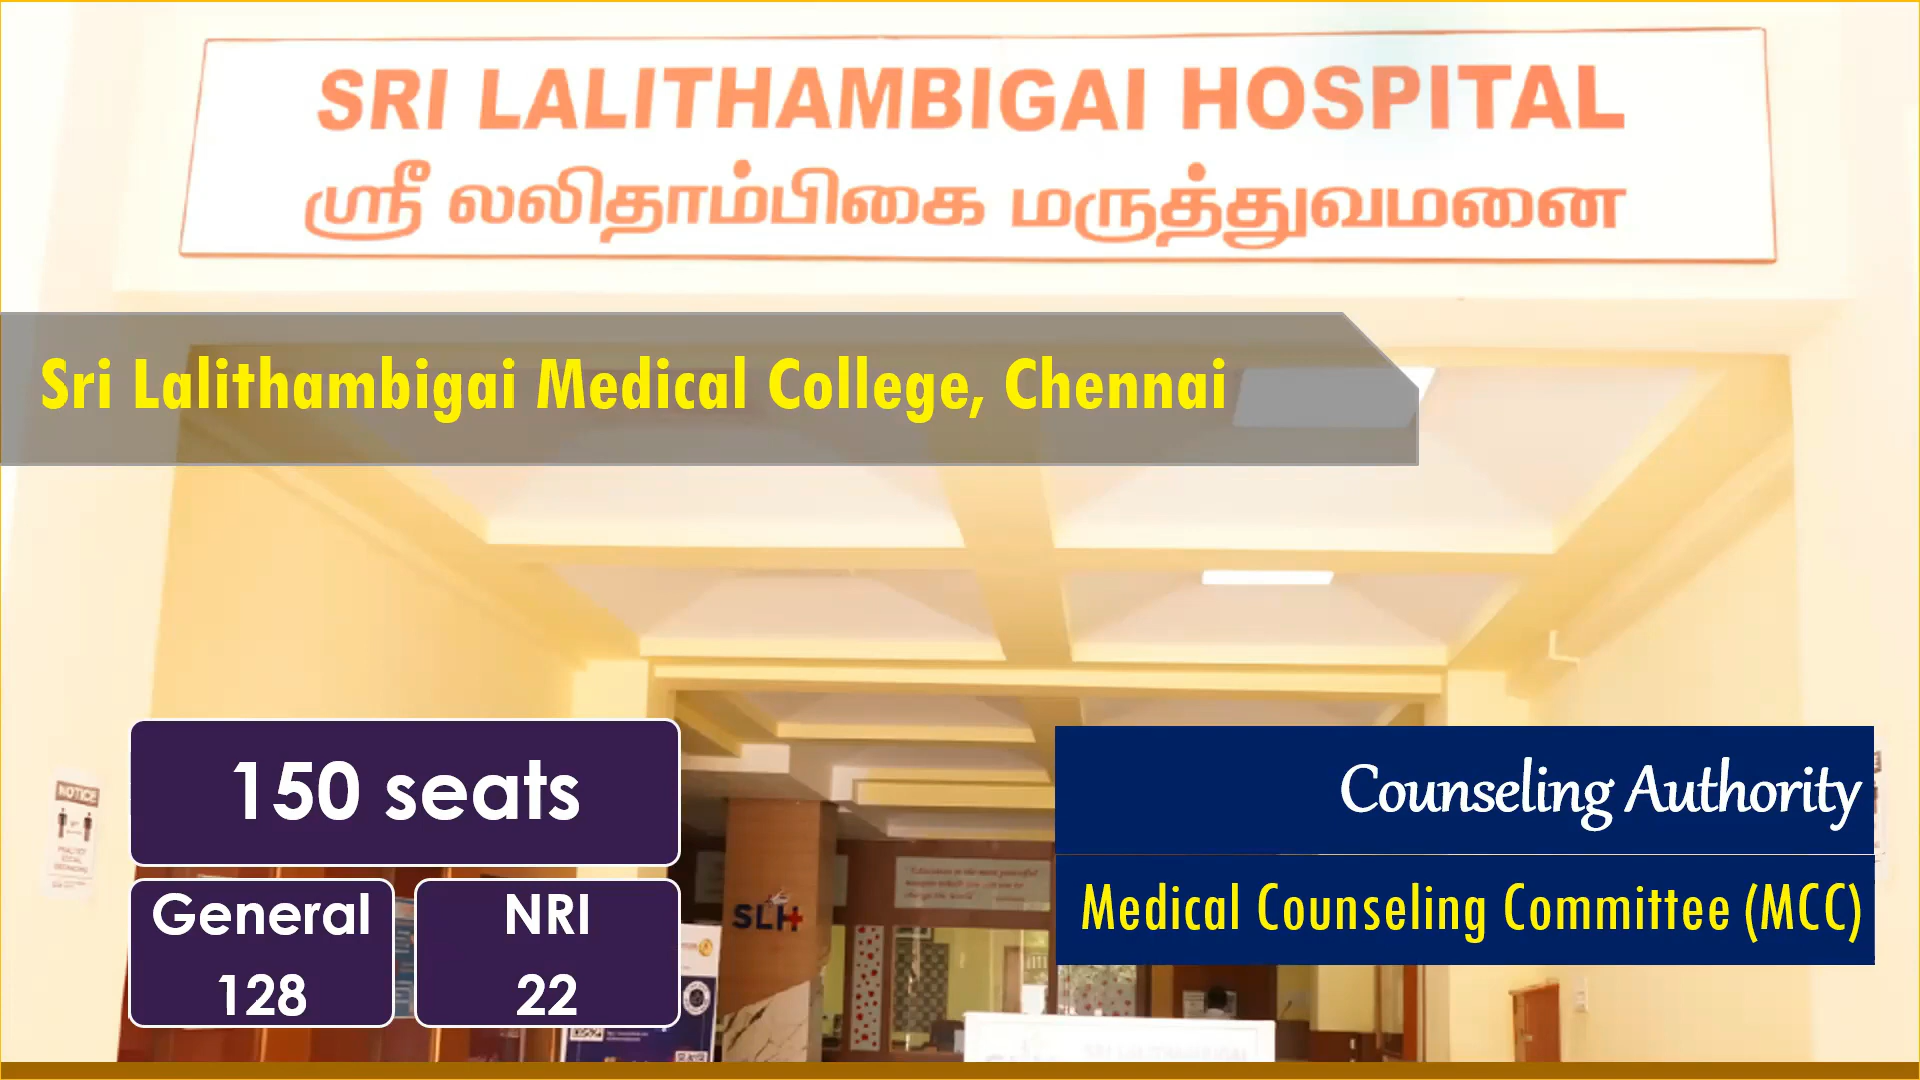 SRI LALITHAMBIGAI HOSPITAL
ஸ்ரீ லலிதாம்பிகை மருத்துவமனை
Sri Lalithambigai Medical College, Chennai
150 seats
General
128
NRI
22
Counseling Authority
Medical Counseling Committee (MCC)
NOTICE
SLH